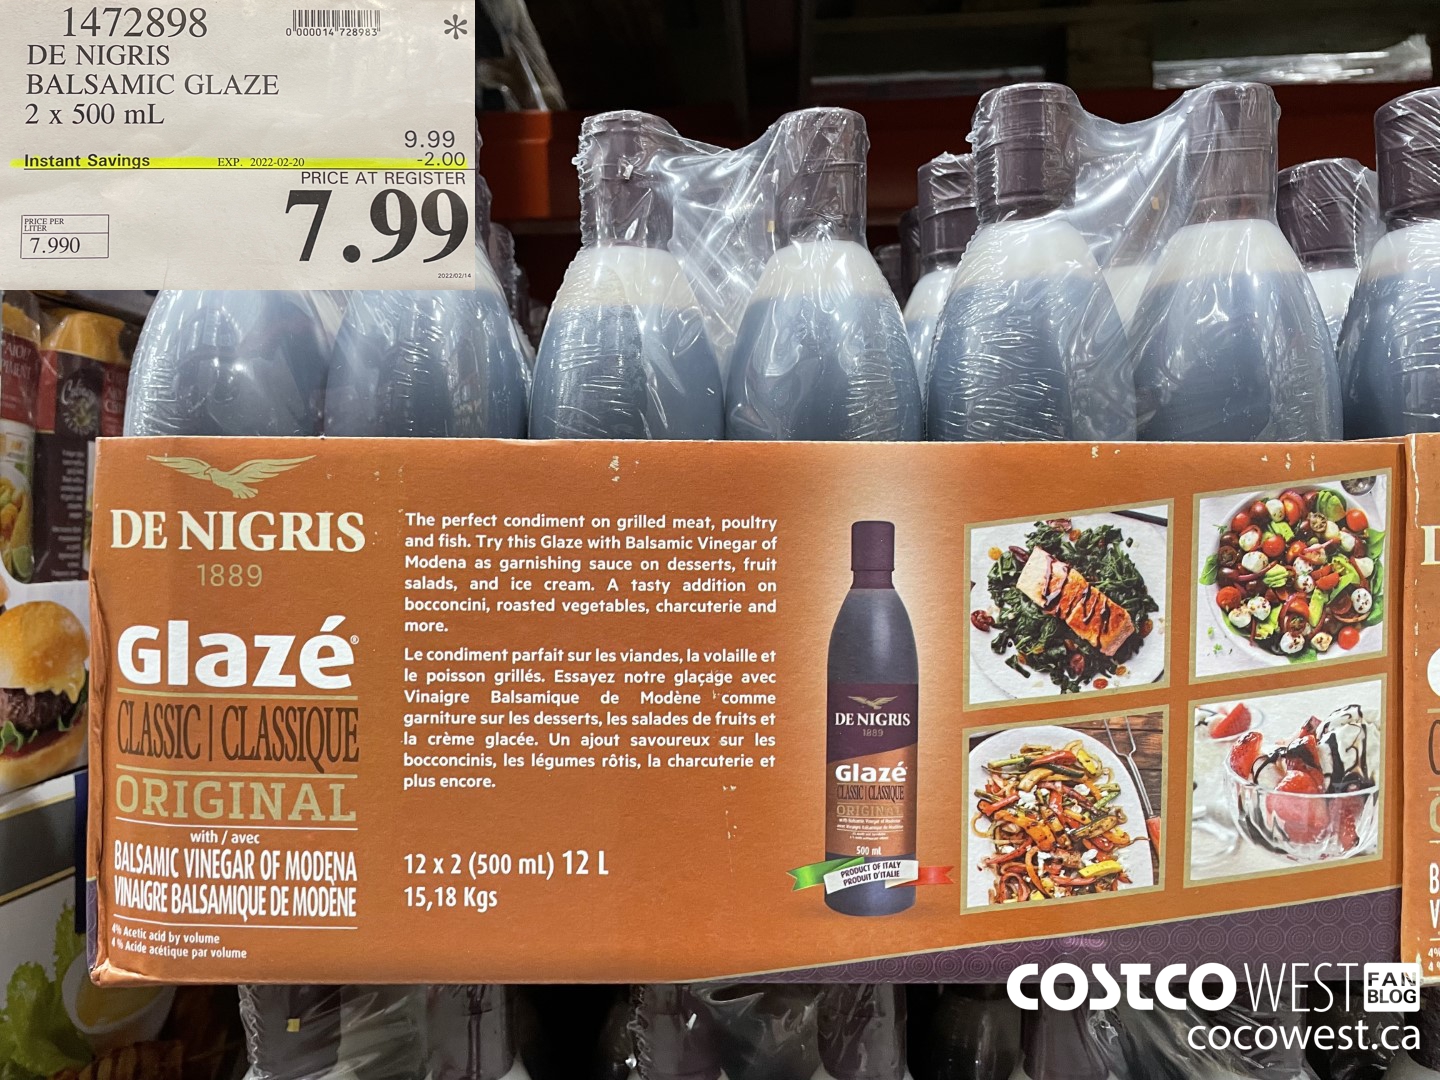 1472898
0"000014"728983"
*
DE NIGRIS
BALSAMIC GLAZE
2 x 500 mL
9.99
Instant Savings EXP. 2022-02-20 -2.00
PRICE AT REGISTER
7.99
PRICE PER
LITER
7.990
2022/02/14
DE NIGRIS
1889
Glazé®
CLASSIC | CLASSIQUE
ORIGINAL
with / avec
BALSAMIC VINEGAR OF MODENA
VINAIGRE BALSAMIQUE DE MODÈNE
4% Acetic acid by volume
4 % Acide acétique par volume
The perfect condiment on grilled meat, poultry
and fish. Try this Glaze with Balsamic Vinegar of
Modena as garnishing sauce on desserts, fruit
salads, and ice cream. A tasty addition on
bocconcini, roasted vegetables, charcuterie and
more.
Le condiment parfait sur les viandes, la volaille et
le poisson grillés. Essayez notre glaçage avec
Vinaigre Balsamique de Modène comme
garniture sur les desserts, les salades de fruits et
la crème glacée. Un ajout savoureux sur les
bocconcinis, les légumes rôtis, la charcuterie et
plus encore.
12 x 2 (500 mL) 12 L
15,18 Kgs
DE NIGRIS
1889
Glazé
CLASSIC | CLASSIQUE
ORIGINAL
500 ml
PRODUCT OF ITALY
PRODUIT D'ITALIE
COSTCO WEST FAN
BLOG
cocowest.ca